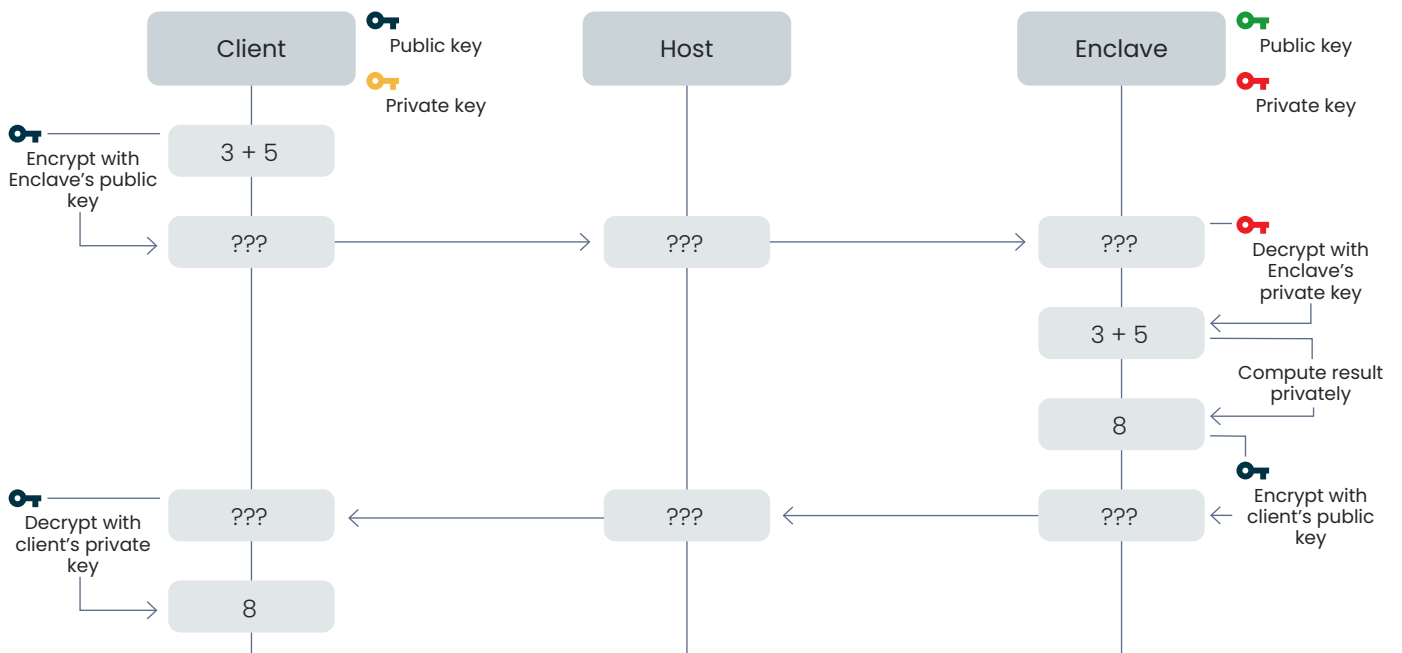 Client
Public key
Private key
Host
Enclave
Public key
Private key
Encrypt with
Enclave’s public
key
3 + 5
???
???
???
Decrypt with
Enclave’s
private key
3 + 5
Compute result
privately
8
Encrypt with
client’s public
key
???
???
???
Decrypt with
client’s private
key
8